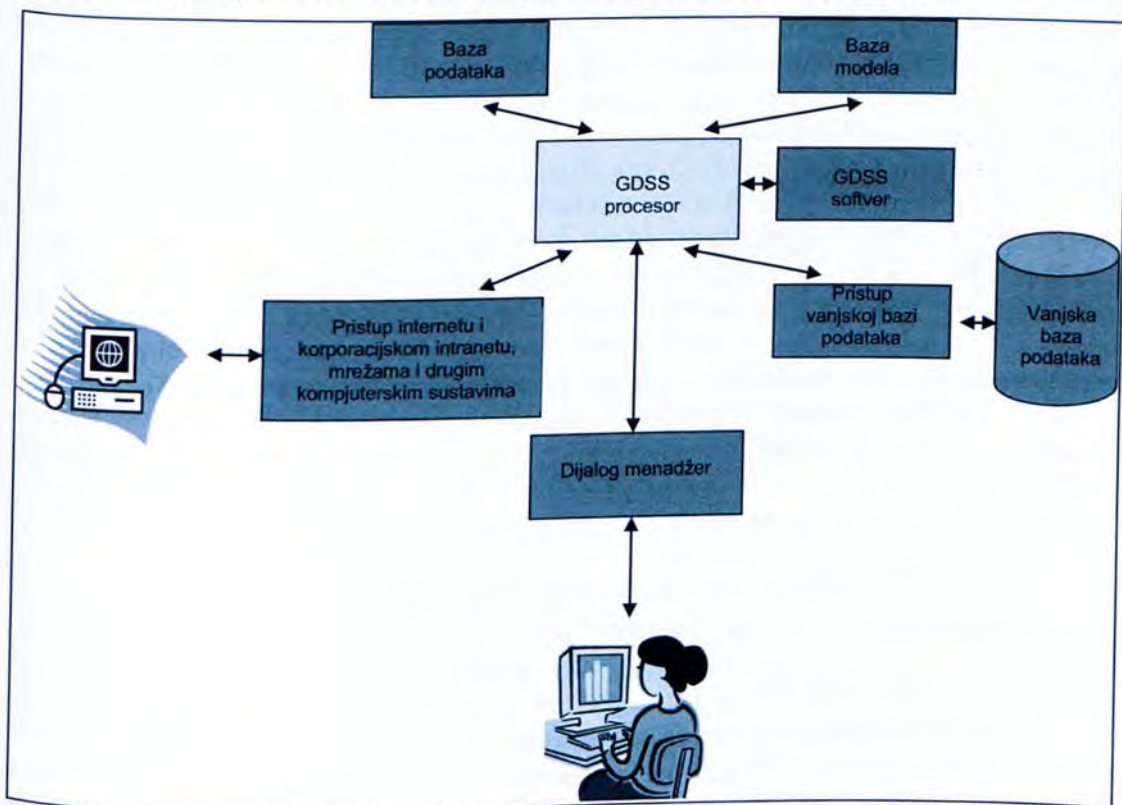 Baza
podataka
Baza
modela
GDSS
procesor
GDSS
softver
Pristup internetu i
korporacijskom intranetu,
mrežama i drugim
kompjuterskim sustavima
Pristup
vanjskoj bazi
podataka
Vanjska
baza
podataka
Dijalog menadžer